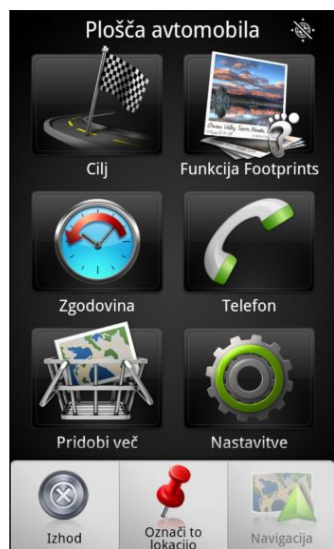 Plošča avtomobila
Cilj
Funkcija Footprints
Zgodovina
Telefon
Pridobi več
Nastavitve
Izhod
Označi to
lokacijo
Navigacija